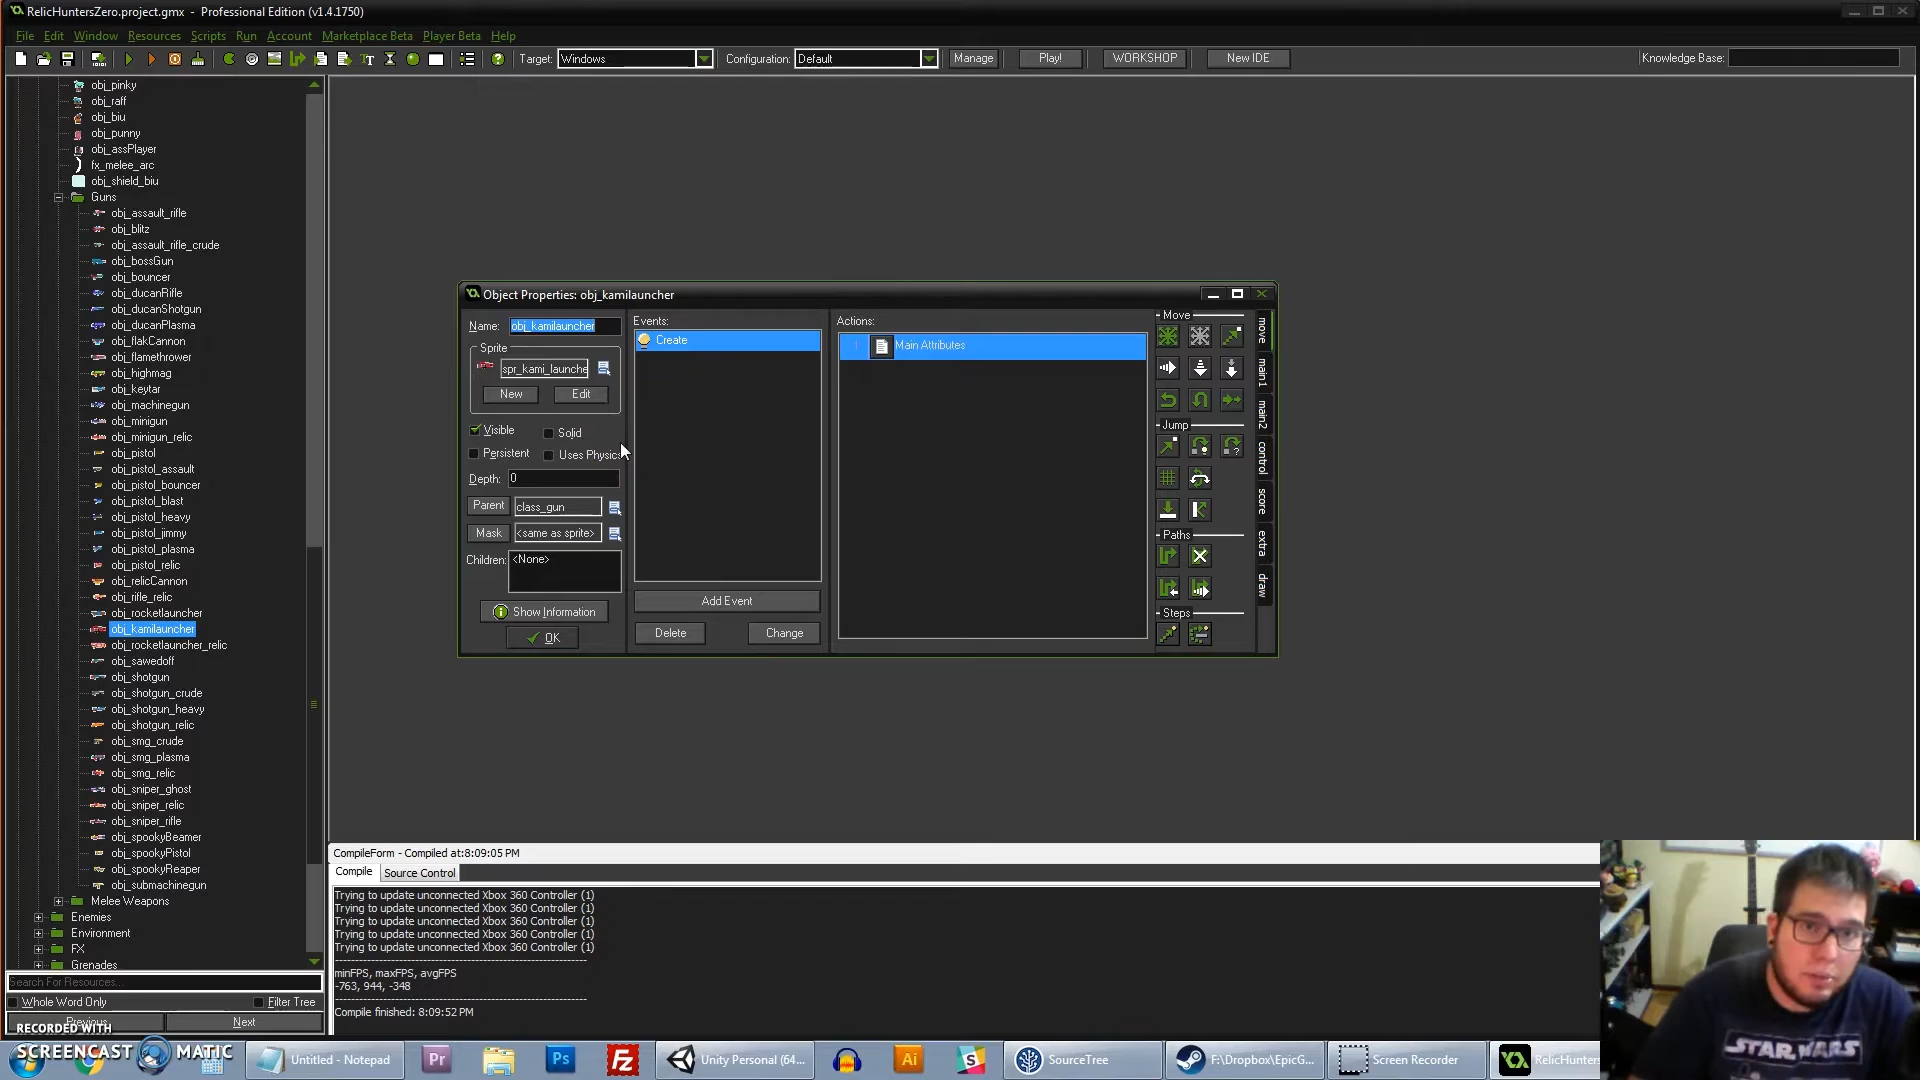 RelicHuntersZero.project.gmx - Professional Edition (v1.4.1750)
File Edit Window Resources Scripts Run Account Marketplace Beta Player Beta Help
Target: Windows Configuration: Default Manage Play! WORKSHOP New IDE Knowledge Base:
obj_pinky
obj_raff
obj_biu
obj_punny
obj_assPlayer
fx_melee_arc
obj_shield_biu
Guns
obj_assault_rifle
obj_blitz
obj_assault_rifle_crude
obj_bossGun
obj_bouncer
obj_ducanRifle
obj_ducanShotgun
obj_ducanPlasma
obj_flakCannon
obj_flamethrower
obj_highmag
obj_keytar
obj_machinegun
obj_minigun
obj_minigun_relic
obj_pistol
obj_pistol_assault
obj_pistol_bouncer
obj_pistol_blast
obj_pistol_heavy
obj_pistol_jimmy
obj_pistol_plasma
obj_pistol_relic
obj_relicCannon
obj_rifle_relic
obj_rocketlauncher
obj_kamilauncher
obj_rocketlauncher_relic
obj_sawedoff
obj_shotgun
obj_shotgun_crude
obj_shotgun_heavy
obj_shotgun_relic
obj_smg_crude
obj_smg_plasma
obj_smg_relic
obj_sniper_ghost
obj_sniper_relic
obj_sniper_rifle
obj_spookyBeamer
obj_spookyPistol
obj_spookyReaper
obj_submachinegun
Melee Weapons
Enemies
Environment
FX
Grenades
Search For Resources...
Whole Word Only Filter Tree
Previous Next
Object Properties: obj_kamilauncher
Name: obj_kamilauncher
Sprite
spr_kami_launche
New Edit
Visible Solid
Persistent Uses Physics
Depth: 0
Parent class_gun
Mask <same as sprite>
Children: <None>
Show Information
OK
Events:
Create
Add Event
Delete Change
Actions:
Main Attributes
Move
Jump
Paths
Steps
move
main1
main2
control
score
extra
draw
CompileForm - Compiled at:8:09:05 PM
Compile Source Control
Trying to update unconnected Xbox 360 Controller (1)
Trying to update unconnected Xbox 360 Controller (1)
Trying to update unconnected Xbox 360 Controller (1)
Trying to update unconnected Xbox 360 Controller (1)
Trying to update unconnected Xbox 360 Controller (1)
minFPS, maxFPS, avgFPS
-763, 944, -348
Compile finished: 8:09:52 PM
STAR WARS
RECORDED WITH
SCREENCAST MATIC
Untitled - Notepad Pr Ps Fz Unity Personal (64... Ai SourceTree F:\Dropbox\EpicG... Screen Recorder RelicHunters